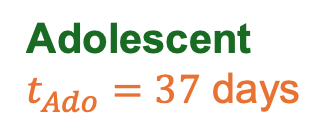 Adolescent
t_Ado = 37 days